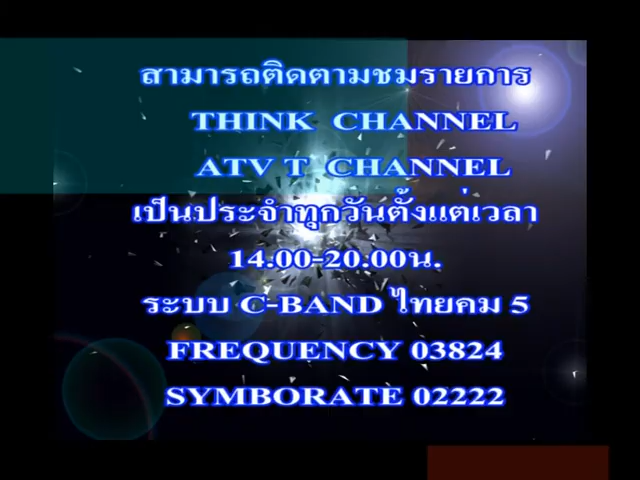 สามารถติดตามชมรายการ
THINK CHANNEL
ATV T CHANNEL
เป็นประจำทุกวันตั้งแต่เวลา
14.00-20.00น.
ระบบ C-BAND ไทยคม 5
FREQUENCY 03824
SYMBORATE 02222